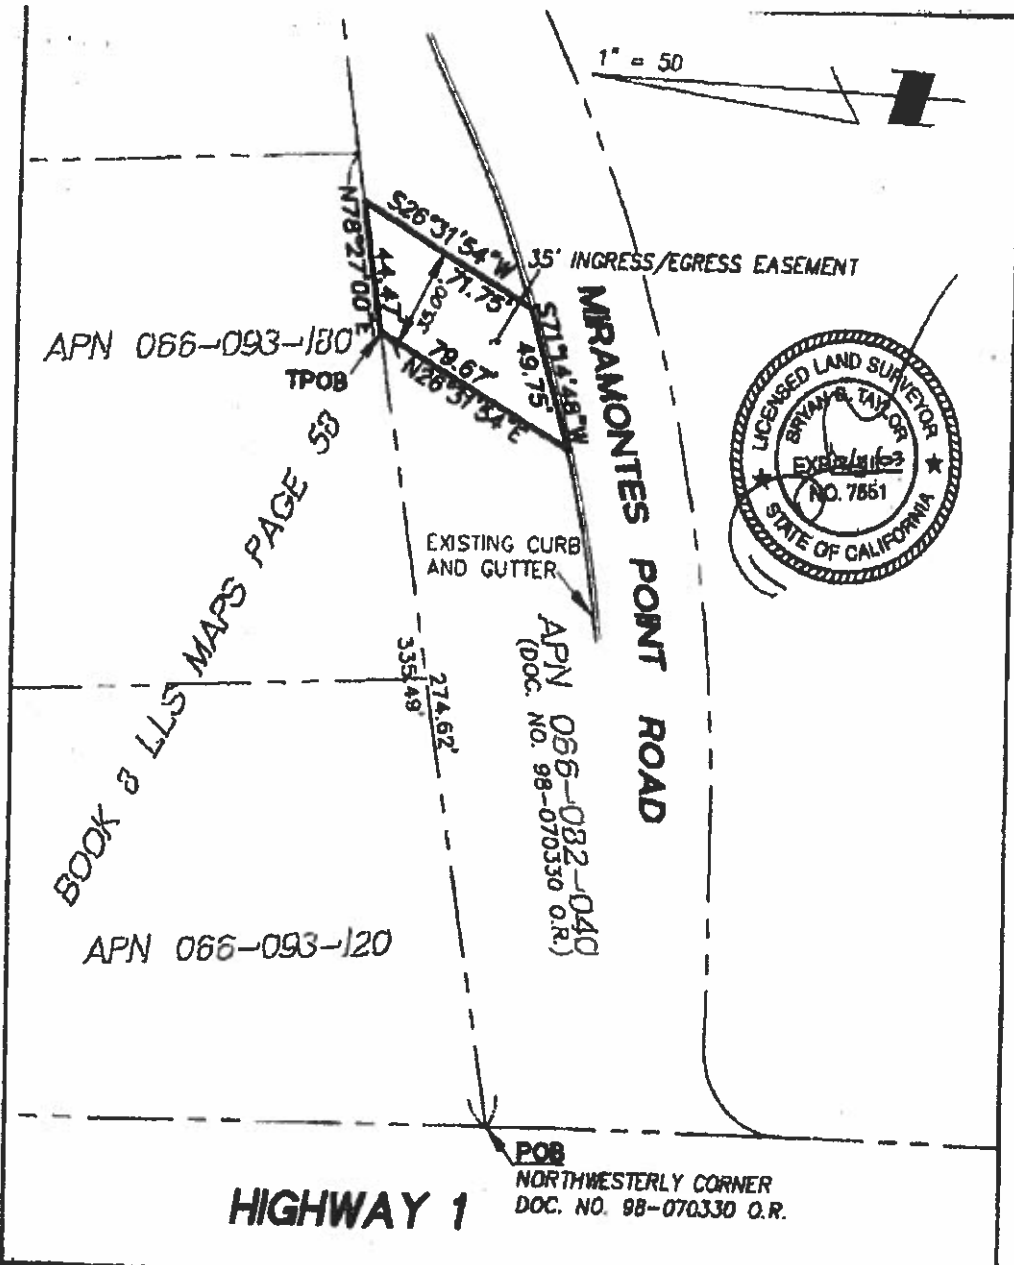 1" = 50
N78°27'00"E
44.47'
S26°31'54"W
71.75'
35.00'
35' INGRESS/EGRESS EASEMENT
S71°14'48"W
49.75'
79.67'
N26°31'54"E
APN 066-093-180
TPOB
MIRAMONTES POINT ROAD
LICENSED LAND SURVEYOR
BRYAN G. TAYLOR
NO. 7551
STATE OF CALIFORNIA
BOOK 8 LLS MAPS PAGE 58
EXISTING CURB
AND GUTTER
274.62'
335.49'
APN 066-082-040
(DOC. NO. 98-070330 O.R.)
APN 066-093-120
POB
NORTHWESTERLY CORNER
DOC. NO. 98-070330 O.R.
HIGHWAY 1